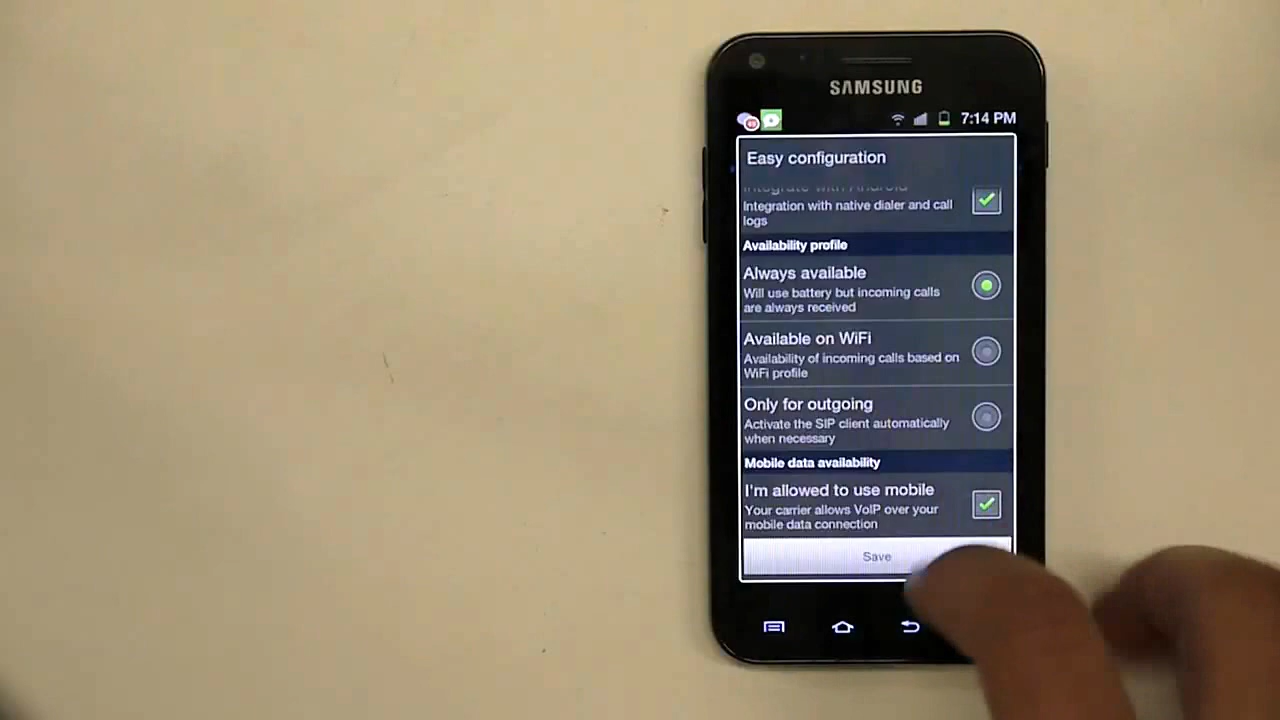 SAMSUNG
7:14 PM
Easy configuration
Integrate with Android
Integration with native dialer and call
logs
Availability profile
Always available
Will use battery but incoming calls
are always received
Available on WiFi
Availability of incoming calls based on
WiFi profile
Only for outgoing
Activate the SIP client automatically
when necessary
Mobile data availability
I'm allowed to use mobile
Your carrier allows VoIP over your
mobile data connection
Save